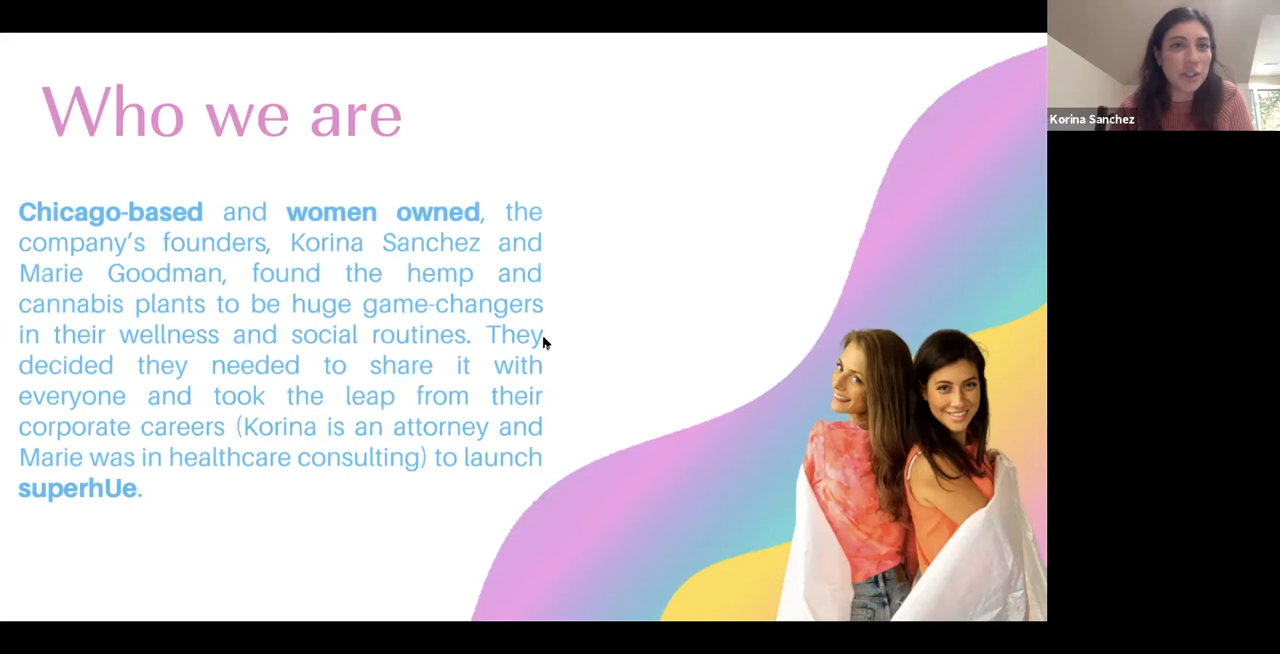 Who we are
Chicago-based and women owned, the
company’s founders, Korina Sanchez and
Marie Goodman, found the hemp and
cannabis plants to be huge game-changers
in their wellness and social routines. They
decided they needed to share it with
everyone and took the leap from their
corporate careers (Korina is an attorney and
Marie was in healthcare consulting) to launch
superhUe.
Korina Sanchez